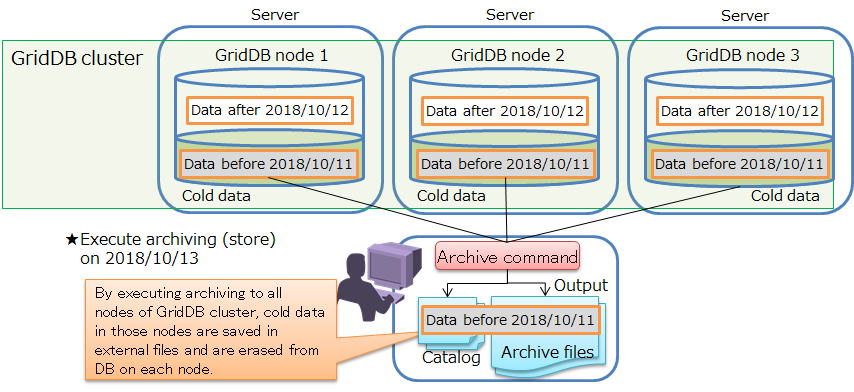 Server
Server
Server
GridDB cluster
GridDB node 1
GridDB node 2
GridDB node 3
Data after 2018/10/12
Data after 2018/10/12
Data after 2018/10/12
Data before 2018/10/11
Data before 2018/10/11
Data before 2018/10/11
Cold data
Cold data
Cold data
★Execute archiving (store)
on 2018/10/13
Archive command
Output
By executing archiving to all
nodes of GridDB cluster, cold data
in those nodes are saved in
external files and are erased from
DB on each node.
Data before 2018/10/11
Catalog
Archive files